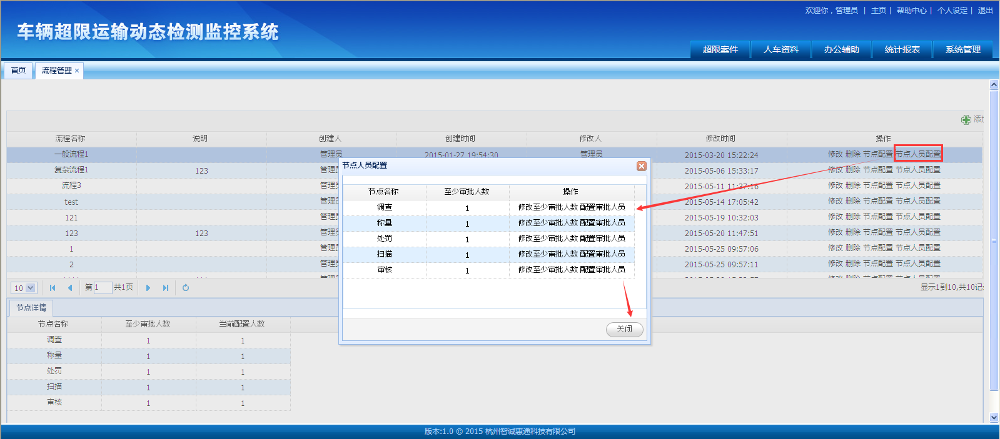 欢迎你，管理员 | 主页 | 帮助中心 | 个人设定 | 退出
车辆超限运输动态检测监控系统
超限案件 人车资料 办公辅助 统计报表 系统管理
首页 流程管理 ×
添
流程名称 说明 创建人 创建时间 修改人 修改时间 操作
一般流程1 管理员 2015-01-27 19:54:30 管理员 2015-03-20 15:22:24 修改 删除 节点配置 节点人员配置
复杂流程1 123 管理员 2015-05-06 15:33:17 修改 删除 节点配置 节点人员配置
流程3 管理员 2015-05-11 11:37:16 修改 删除 节点配置 节点人员配置
test 管理员 2015-05-14 17:05:42 修改 删除 节点配置 节点人员配置
121 管理员 2015-05-19 10:32:03 修改 删除 节点配置 节点人员配置
123 123 管理员 2015-05-20 11:47:51 修改 删除 节点配置 节点人员配置
1 管理员 2015-05-25 09:57:06 修改 删除 节点配置 节点人员配置
2 管理员 2015-05-25 09:57:11 修改 删除 节点配置 节点人员配置
10 第 1 共1页 显示1到10,共10记
节点人员配置
节点名称 至少审批人数 操作
调查 1 修改至少审批人数 配置审批人员
称量 1 修改至少审批人数 配置审批人员
处罚 1 修改至少审批人数 配置审批人员
扫描 1 修改至少审批人数 配置审批人员
审核 1 修改至少审批人数 配置审批人员
关闭
节点详情
节点名称 至少审批人数 当前配置人数
调查 1 1
称量 1 1
处罚 1 1
扫描 1 1
审核 1 1
版本:1.0 © 2015 杭州智诚惠通科技有限公司